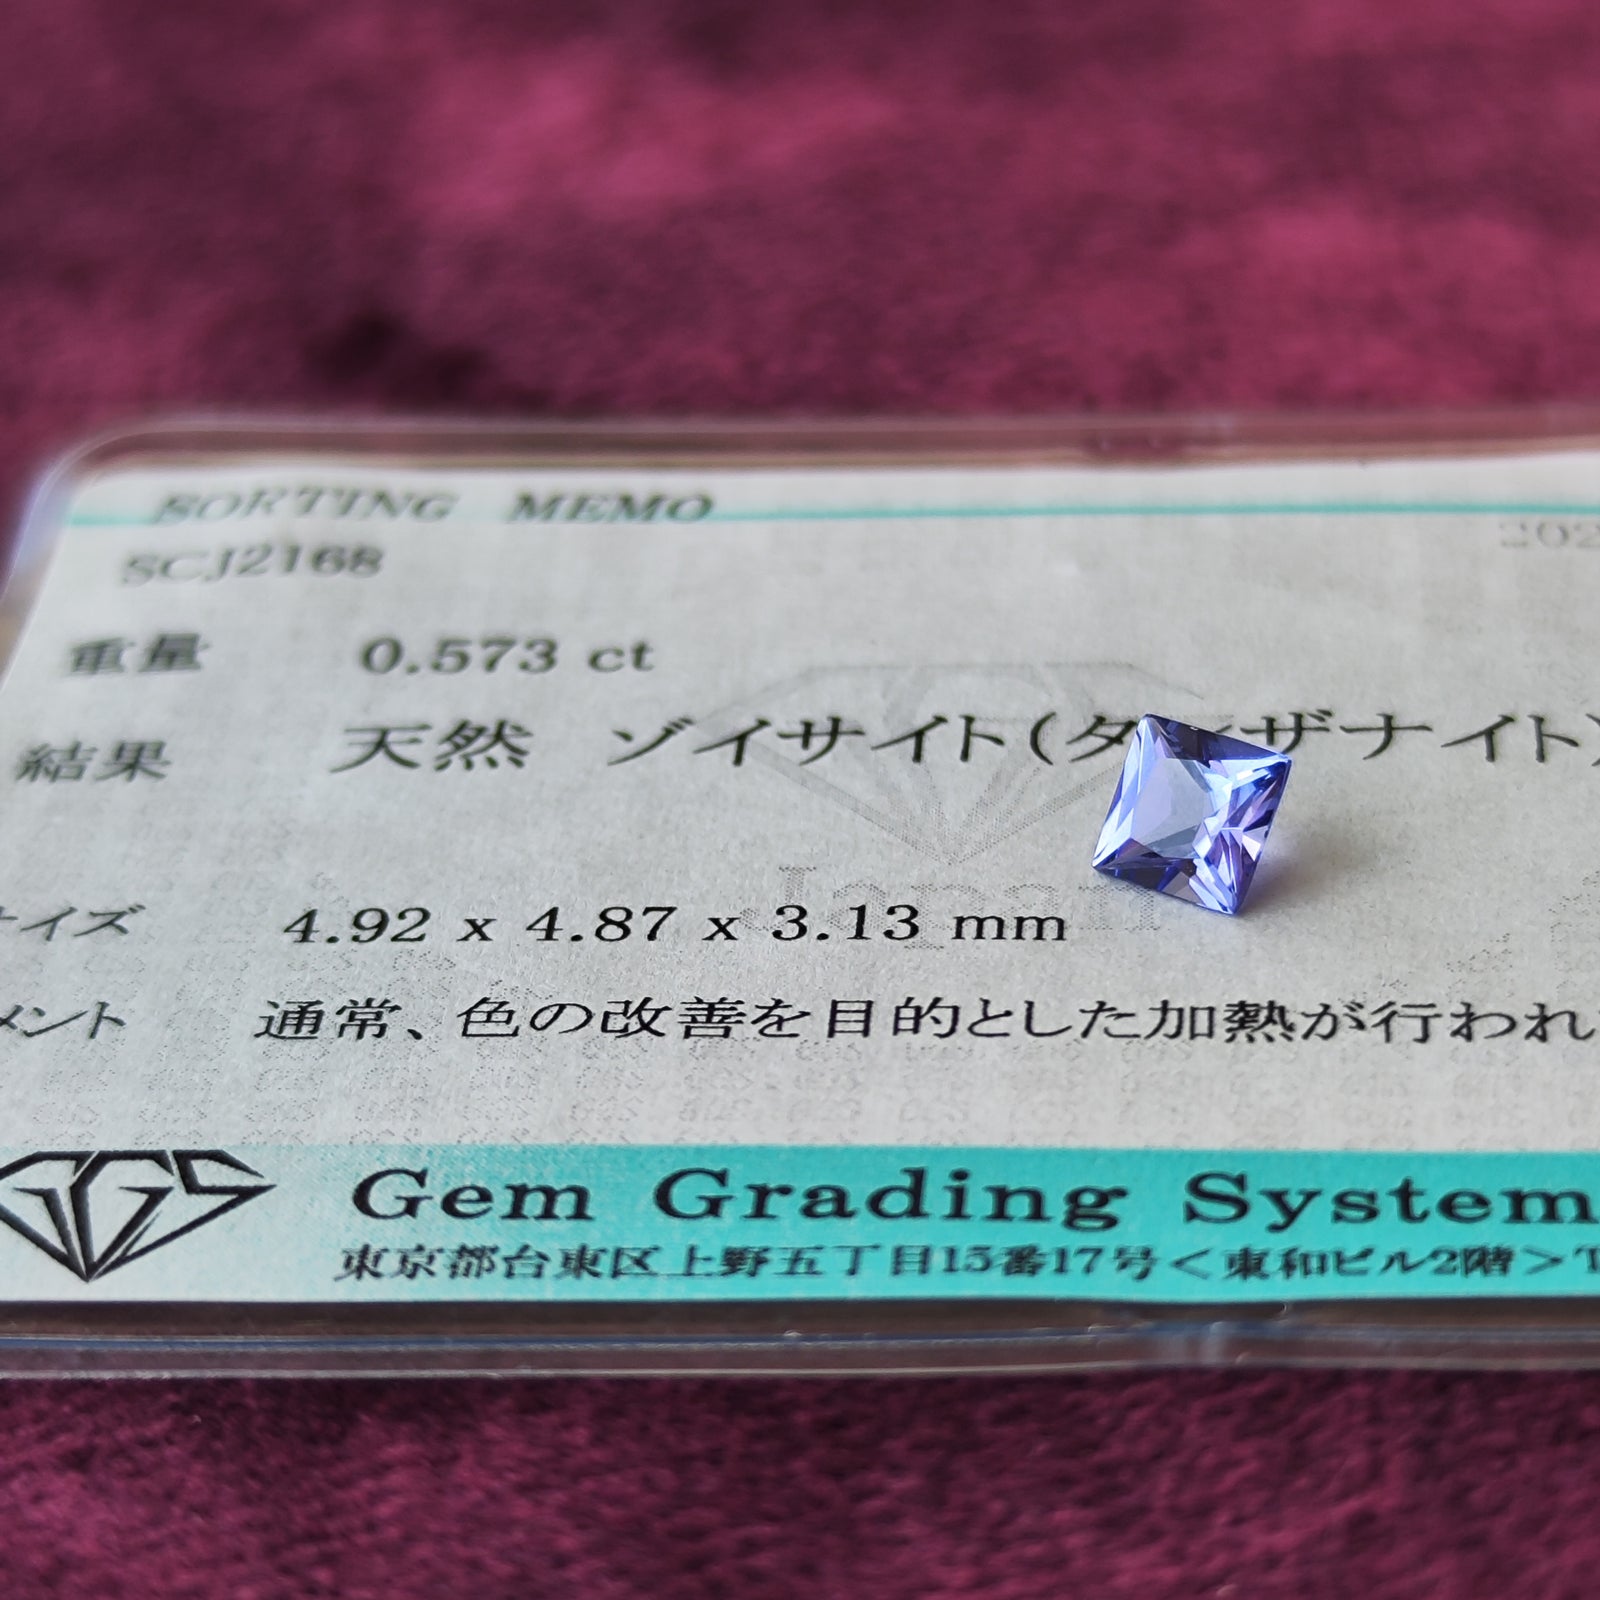 SORTING MEMO
202
SCJ2168
重量 0.573 ct
結果 天然 ゾイサイト(タンザナイト)
Japan
イズ 4.92 x 4.87 x 3.13 mm
メント 通常、色の改善を目的とした加熱が行われ
GGS Gem Grading System
東京都台東区上野五丁目15番17号<東和ビル2階>T